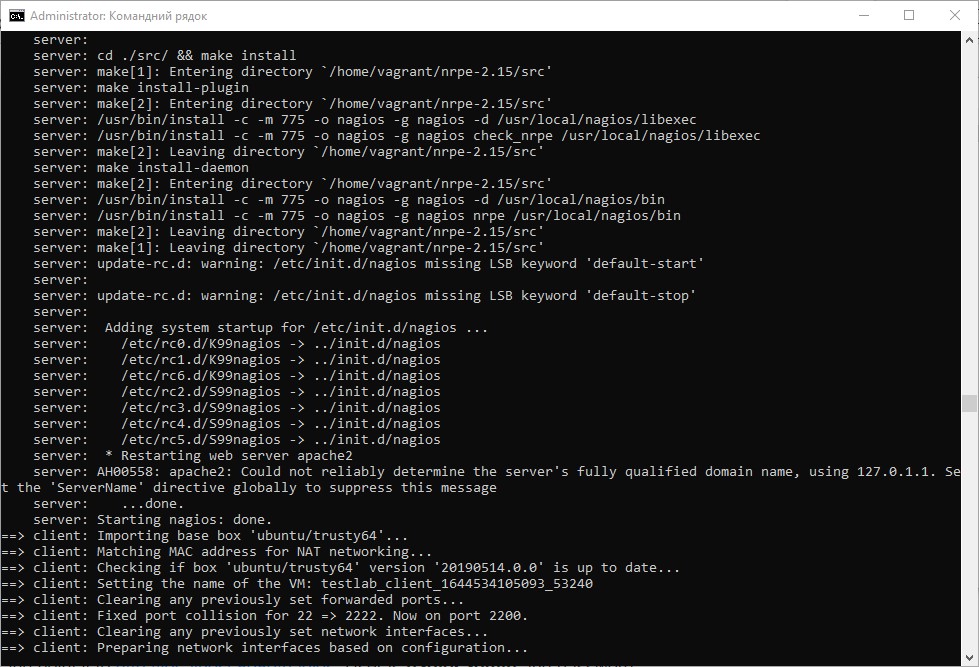 Administrator: Командний рядок
server:
server: cd ./src/ && make install
server: make[1]: Entering directory `/home/vagrant/nrpe-2.15/src'
server: make install-plugin
server: make[2]: Entering directory `/home/vagrant/nrpe-2.15/src'
server: /usr/bin/install -c -m 775 -o nagios -g nagios -d /usr/local/nagios/libexec
server: /usr/bin/install -c -m 775 -o nagios -g nagios check_nrpe /usr/local/nagios/libexec
server: make[2]: Leaving directory `/home/vagrant/nrpe-2.15/src'
server: make install-daemon
server: make[2]: Entering directory `/home/vagrant/nrpe-2.15/src'
server: /usr/bin/install -c -m 775 -o nagios -g nagios -d /usr/local/nagios/bin
server: /usr/bin/install -c -m 775 -o nagios -g nagios nrpe /usr/local/nagios/bin
server: make[2]: Leaving directory `/home/vagrant/nrpe-2.15/src'
server: make[1]: Leaving directory `/home/vagrant/nrpe-2.15/src'
server: update-rc.d: warning: /etc/init.d/nagios missing LSB keyword 'default-start'
server:
server: update-rc.d: warning: /etc/init.d/nagios missing LSB keyword 'default-stop'
server:
server:  Adding system startup for /etc/init.d/nagios ...
server:    /etc/rc0.d/K99nagios -> ../init.d/nagios
server:    /etc/rc1.d/K99nagios -> ../init.d/nagios
server:    /etc/rc6.d/K99nagios -> ../init.d/nagios
server:    /etc/rc2.d/S99nagios -> ../init.d/nagios
server:    /etc/rc3.d/S99nagios -> ../init.d/nagios
server:    /etc/rc4.d/S99nagios -> ../init.d/nagios
server:    /etc/rc5.d/S99nagios -> ../init.d/nagios
server:  * Restarting web server apache2
server: AH00558: apache2: Could not reliably determine the server's fully qualified domain name, using 127.0.1.1. Se
t the 'ServerName' directive globally to suppress this message
server:    ...done.
server: Starting nagios: done.
==> client: Importing base box 'ubuntu/trusty64'...
==> client: Matching MAC address for NAT networking...
==> client: Checking if box 'ubuntu/trusty64' version '20190514.0.0' is up to date...
==> client: Setting the name of the VM: testlab_client_1644534105093_53240
==> client: Clearing any previously set forwarded ports...
==> client: Fixed port collision for 22 => 2222. Now on port 2200.
==> client: Clearing any previously set network interfaces...
==> client: Preparing network interfaces based on configuration...